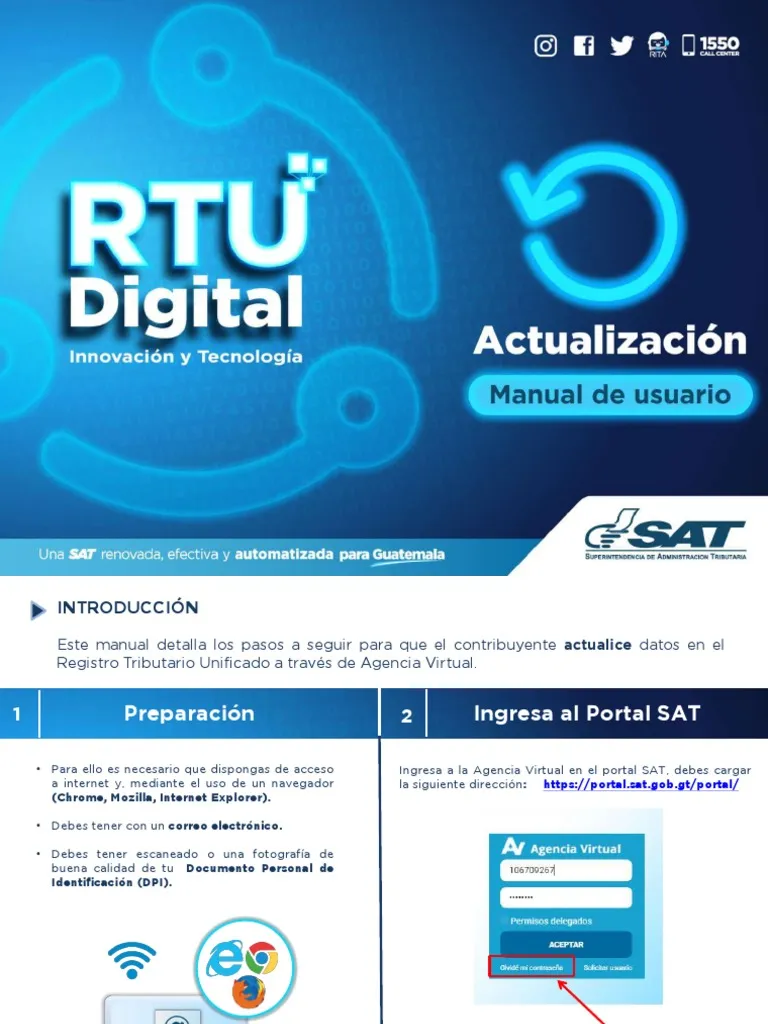 RITA
1550
CALL CENTER
RTU
Digital
Innovación y Tecnología
Actualización
Manual de usuario
Una SAT renovada, efectiva y automatizada para Guatemala
SAT
SUPERINTENDENCIA DE ADMINISTRACION TRIBUTARIA
INTRODUCCIÓN
Este manual detalla los pasos a seguir para que el contribuyente actualice datos en el
Registro Tributario Unificado a través de Agencia Virtual.
1 Preparación
• Para ello es necesario que dispongas de acceso
a internet y, mediante el uso de un navegador
(Chrome, Mozilla, Internet Explorer).
• Debes tener con un correo electrónico.
• Debes tener escaneado o una fotografía de
buena calidad de tu Documento Personal de
Identificación (DPI).
2 Ingresa al Portal SAT
Ingresa a la Agencia Virtual en el portal SAT, debes cargar
la siguiente dirección: https://portal.sat.gob.gt/portal/
AV Agencia Virtual
106709267
••••••••
Permisos delegados
ACEPTAR
Olvidé mi contraseña Solicitar usuario